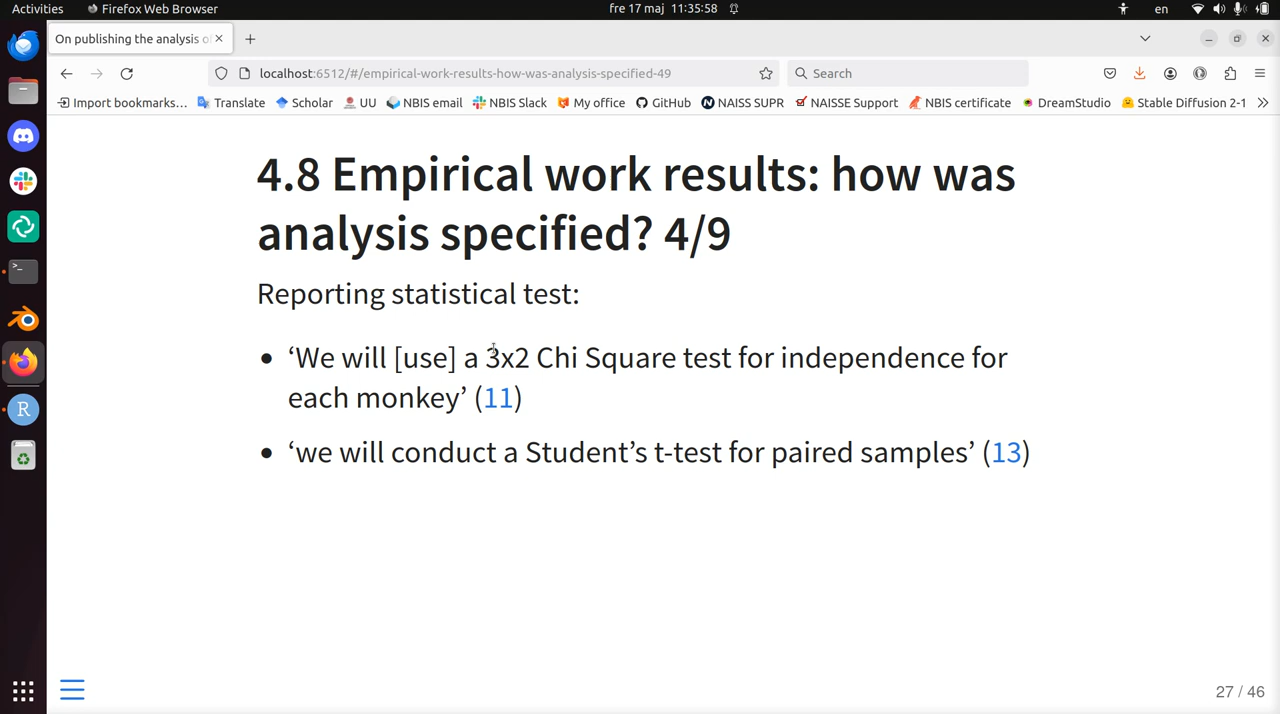 Activities
Firefox Web Browser
fre 17 maj 11:35:58
en
On publishing the analysis o
localhost:6512/#/empirical-work-results-how-was-analysis-specified-49
Search
Import bookmarks...
Translate
Scholar
UU
NBIS email
NBIS Slack
My office
GitHub
NAISS SUPR
NAISSE Support
NBIS certificate
DreamStudio
Stable Diffusion 2-1
4.8 Empirical work results: how was
analysis specified? 4/9
Reporting statistical test:
• ‘We will [use] a 3x2 Chi Square test for independence for
each monkey’ (11)
• ‘we will conduct a Student’s t-test for paired samples’ (13)
27 / 46